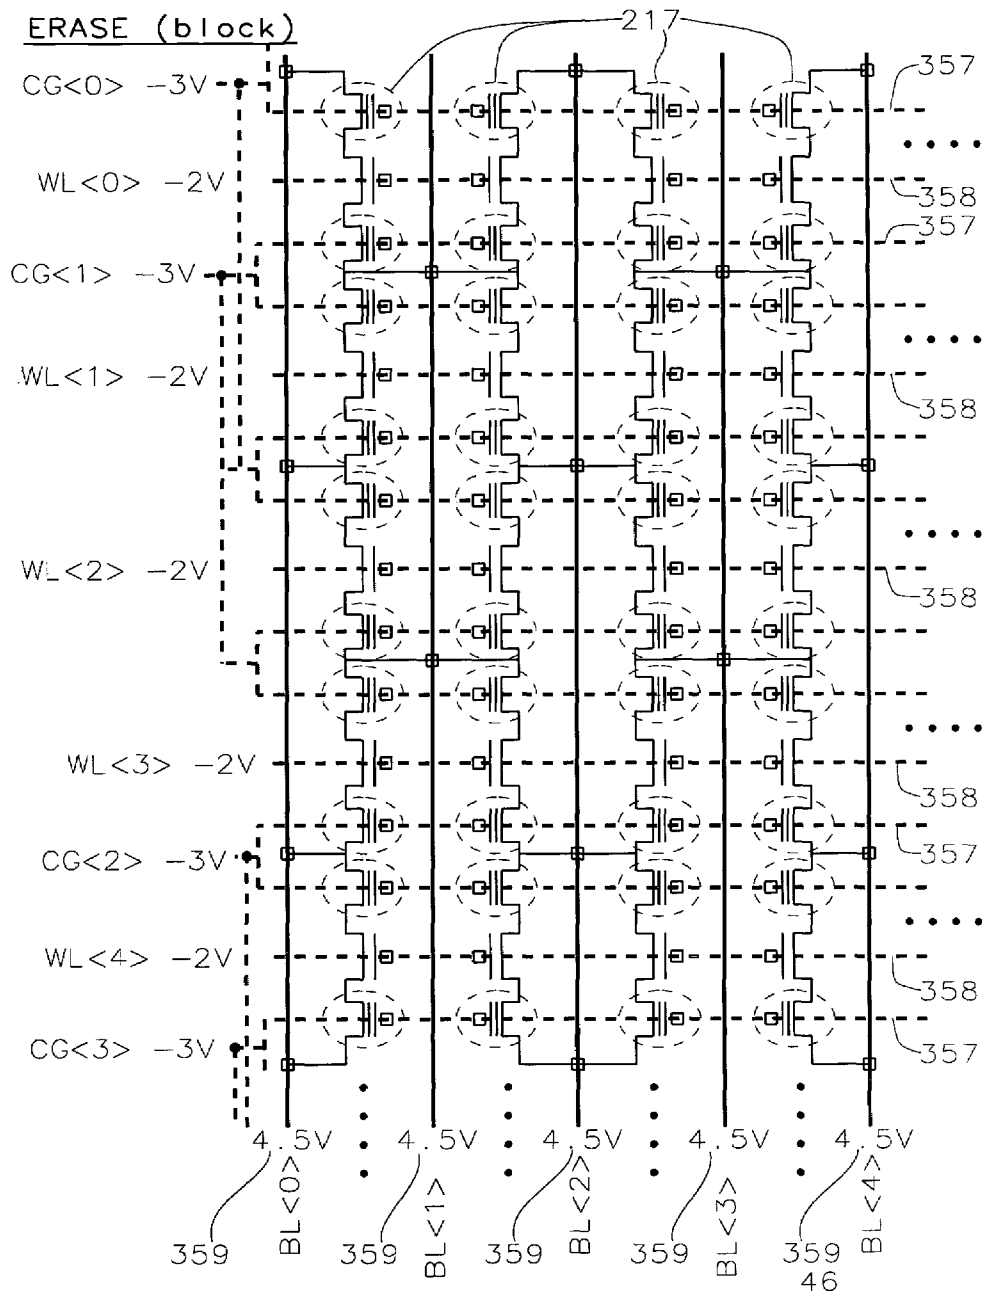 ERASE (block)
217
CG<0> -3V
357
WL<0> -2V
358
357
CG<1> -3V
WL<1> -2V
358
WL<2> -2V
358
WL<3> -2V
358
CG<2> -3V
357
WL<4> -2V
358
CG<3> -3V
357
4.5V 4.5V 4.5V 4.5V 4.5V
BL<0> BL<1> BL<2> BL<3> BL<4>
359 359 359 359 359
46